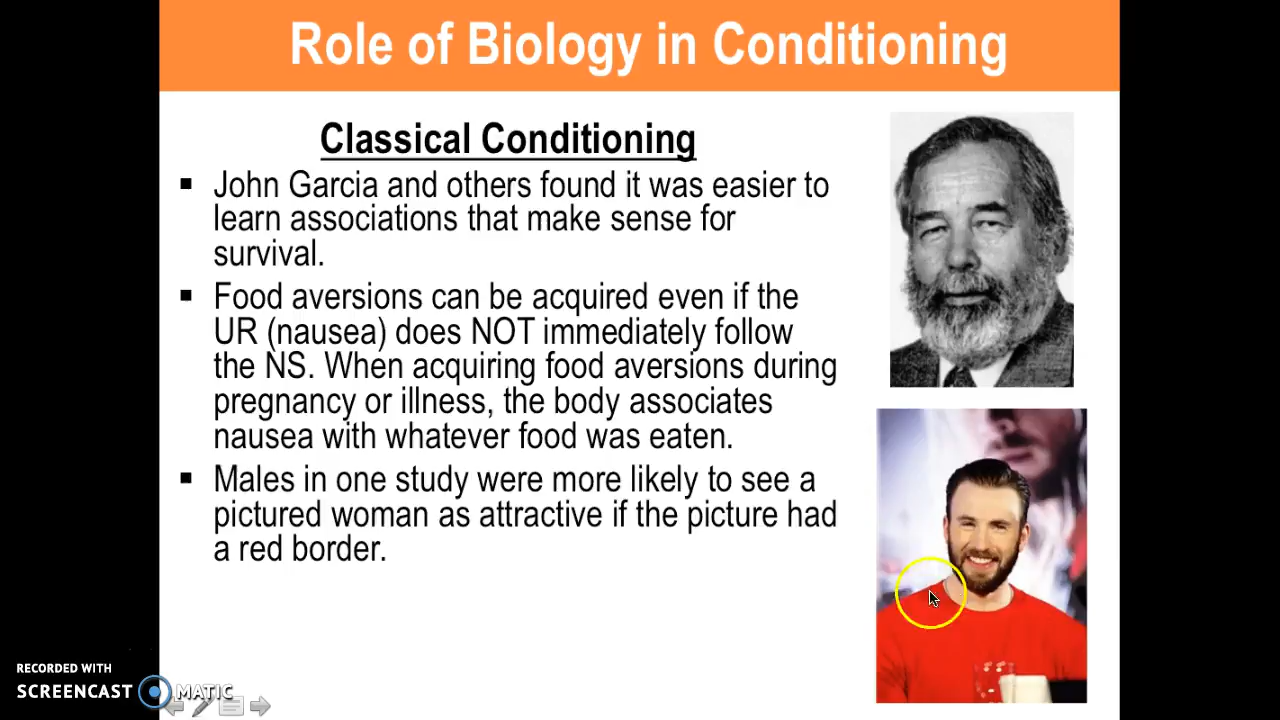 Role of Biology in Conditioning
Classical Conditioning
▪ John Garcia and others found it was easier to
learn associations that make sense for
survival.
▪ Food aversions can be acquired even if the
UR (nausea) does NOT immediately follow
the NS. When acquiring food aversions during
pregnancy or illness, the body associates
nausea with whatever food was eaten.
▪ Males in one study were more likely to see a
pictured woman as attractive if the picture had
a red border.
RECORDED WITH
SCREENCAST MATIC